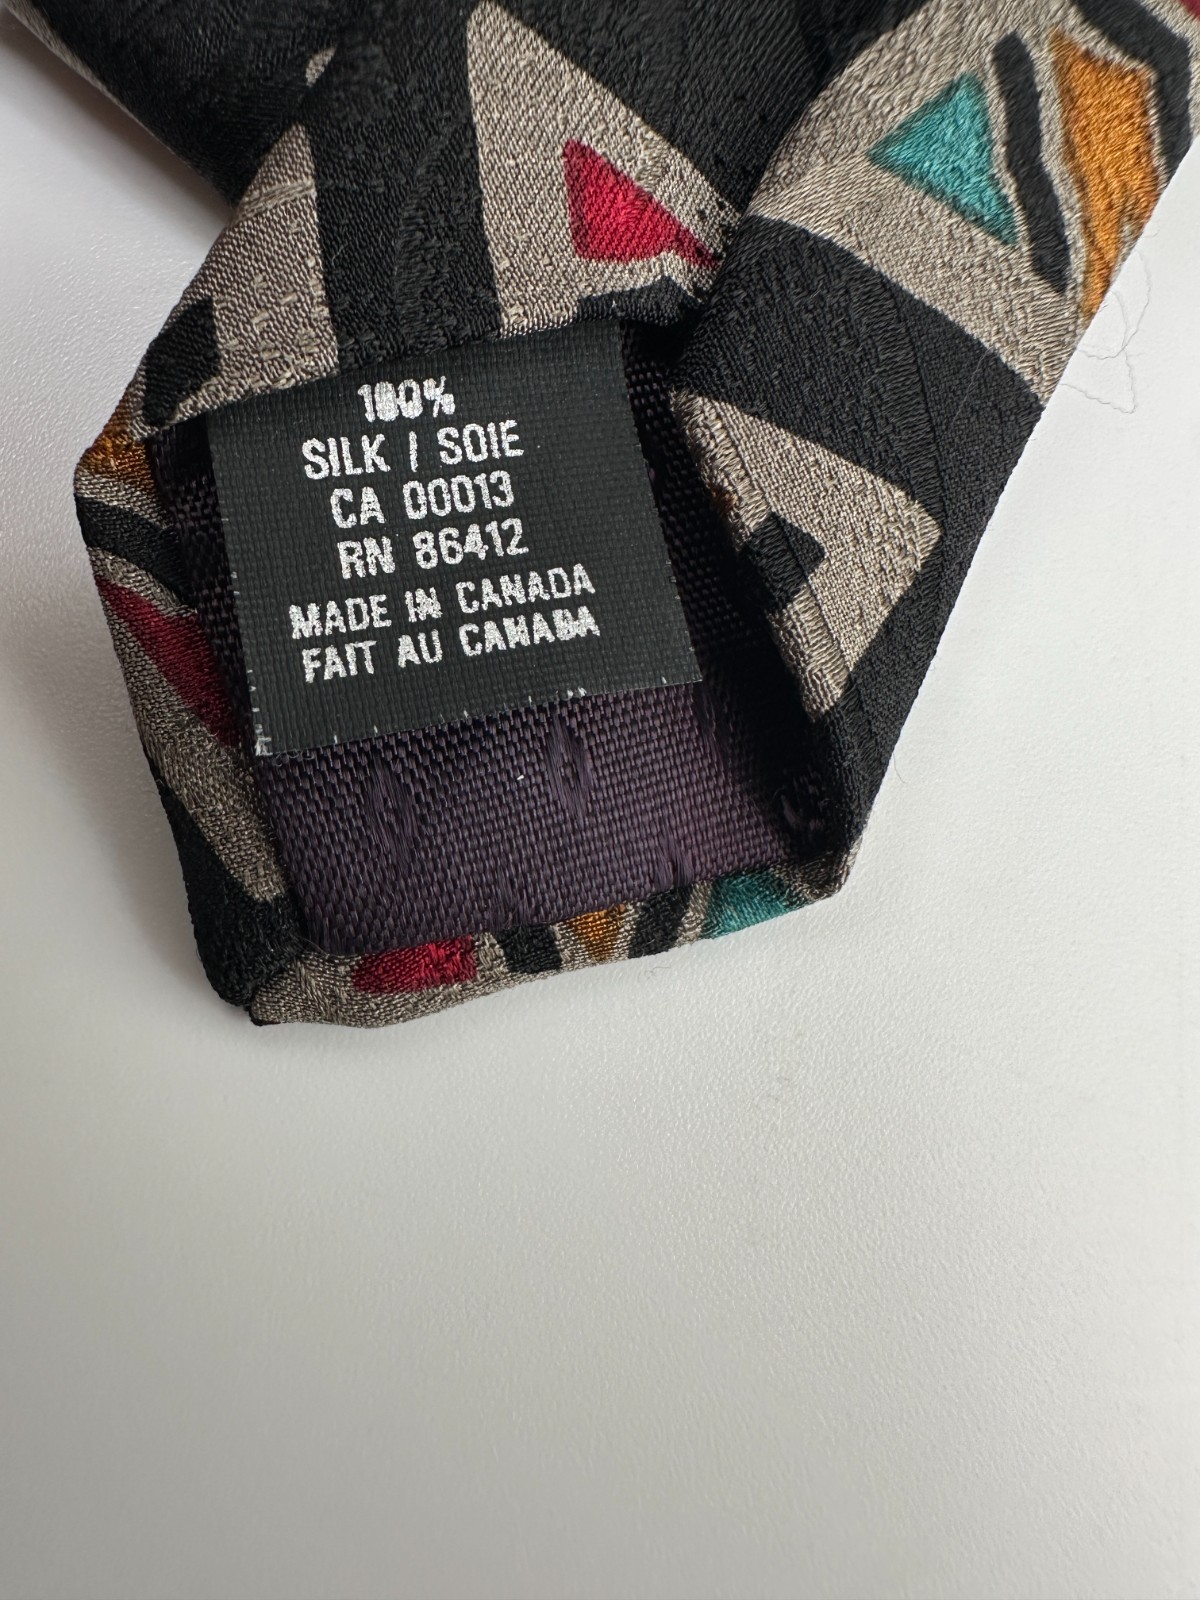 100%
SILK / SOIE
CA 00013
RN 86412
MADE IN CANADA
FAIT AU CANADA